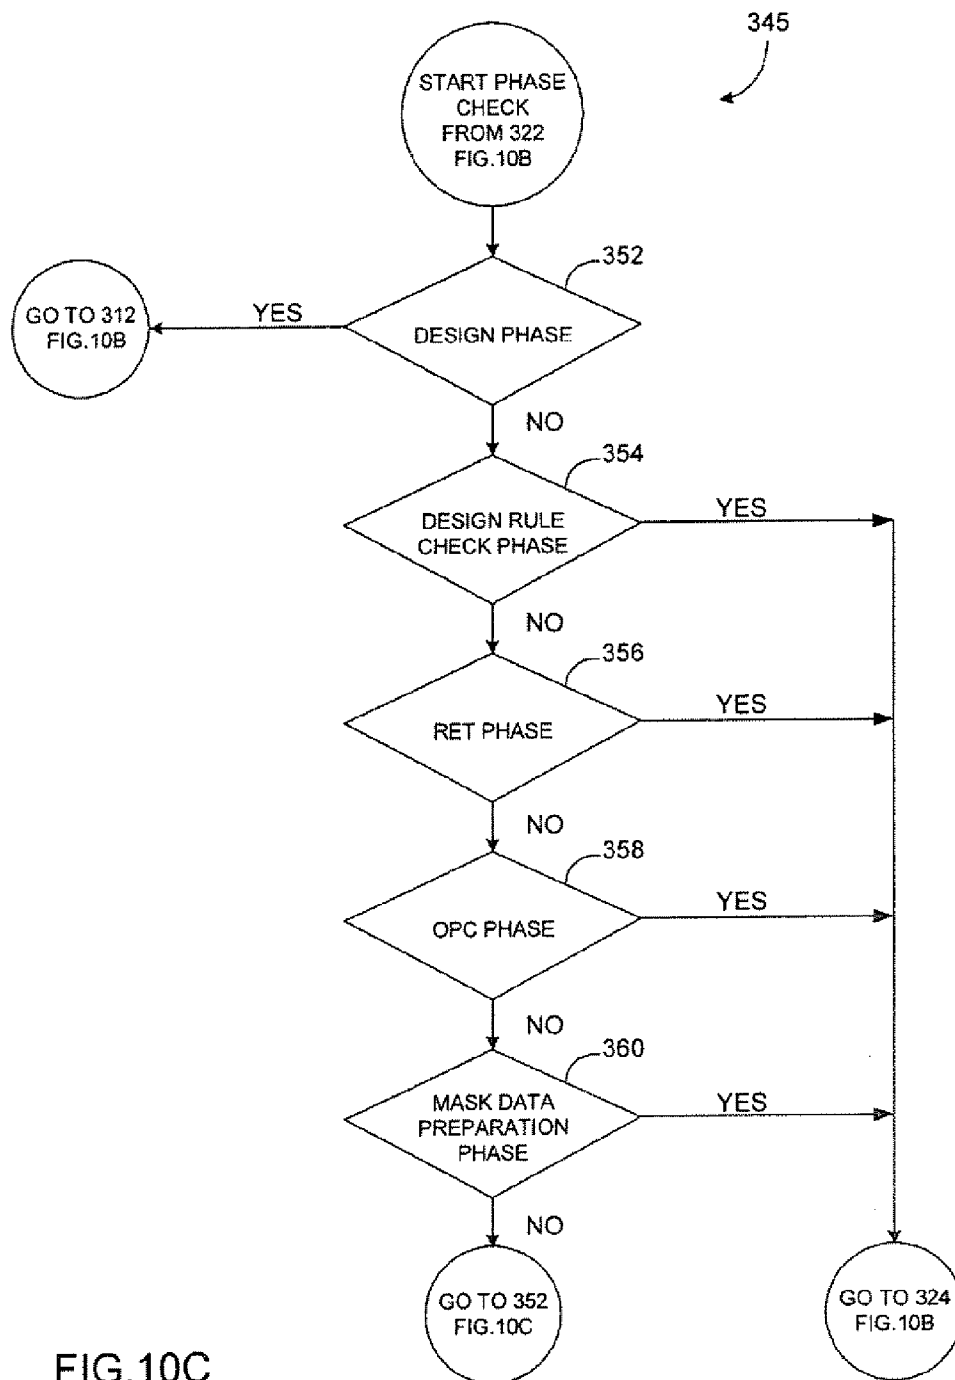 345
START PHASE
CHECK
FROM 322
FIG.10B
352
GO TO 312
FIG.10B
YES
DESIGN PHASE
NO
354
DESIGN RULE
CHECK PHASE
YES
NO
356
RET PHASE
YES
NO
358
OPC PHASE
YES
NO
360
MASK DATA
PREPARATION
PHASE
YES
NO
GO TO 352
FIG.10C
GO TO 324
FIG.10B
FIG.10C